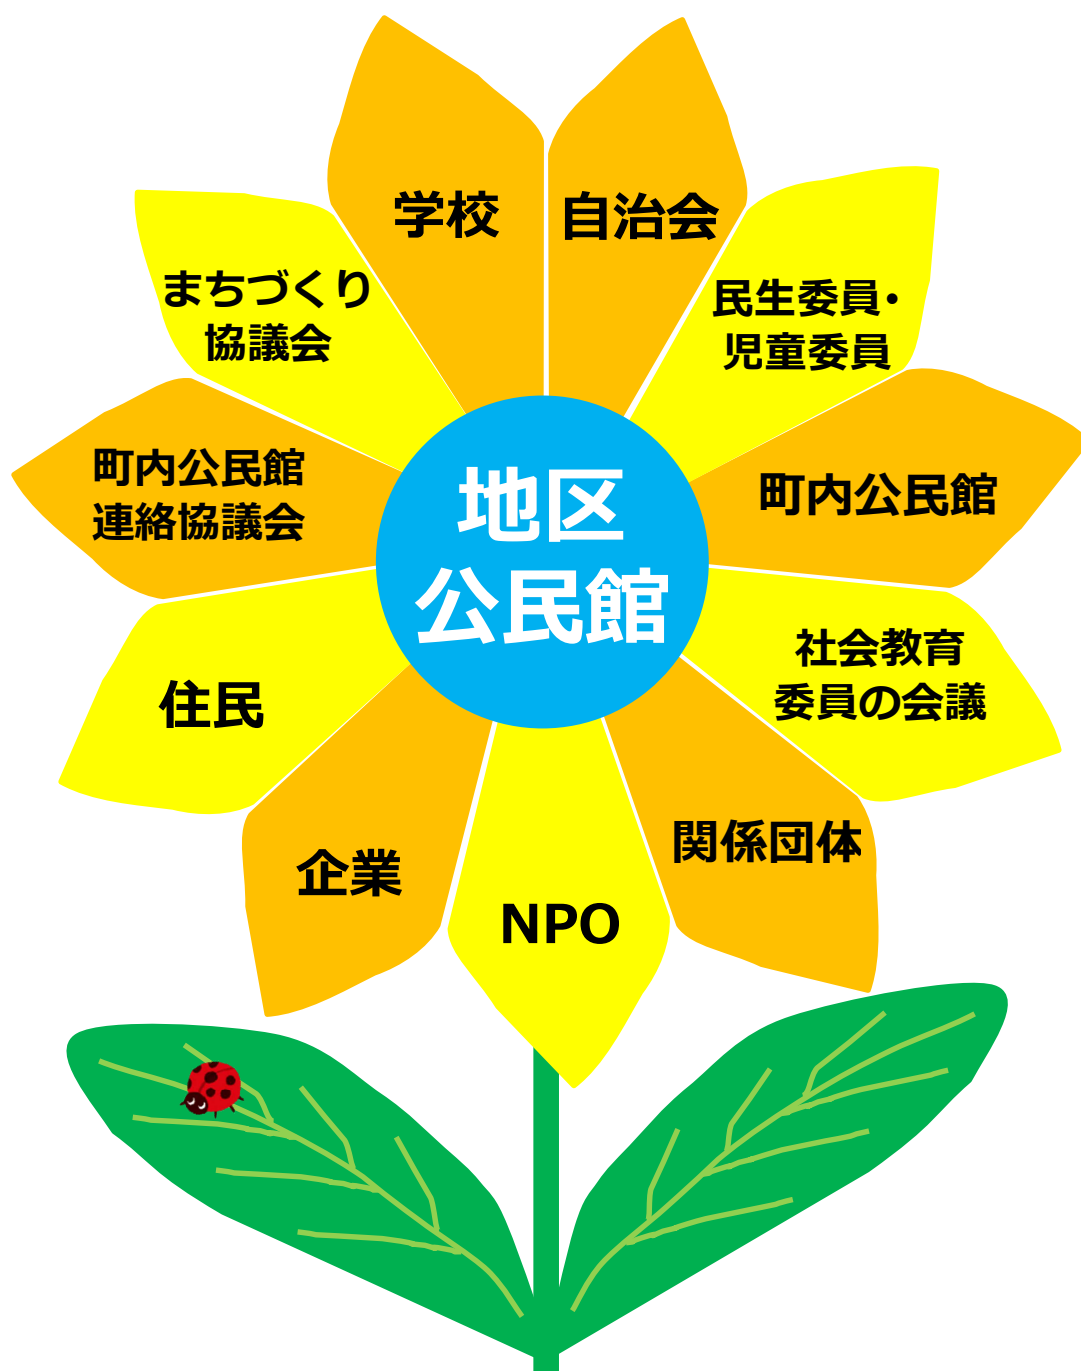 学校
自治会
まちづくり
協議会
民生委員・
児童委員
町内公民館
連絡協議会
地区
公民館
町内公民館
社会教育
委員の会議
住民
関係団体
企業
NPO